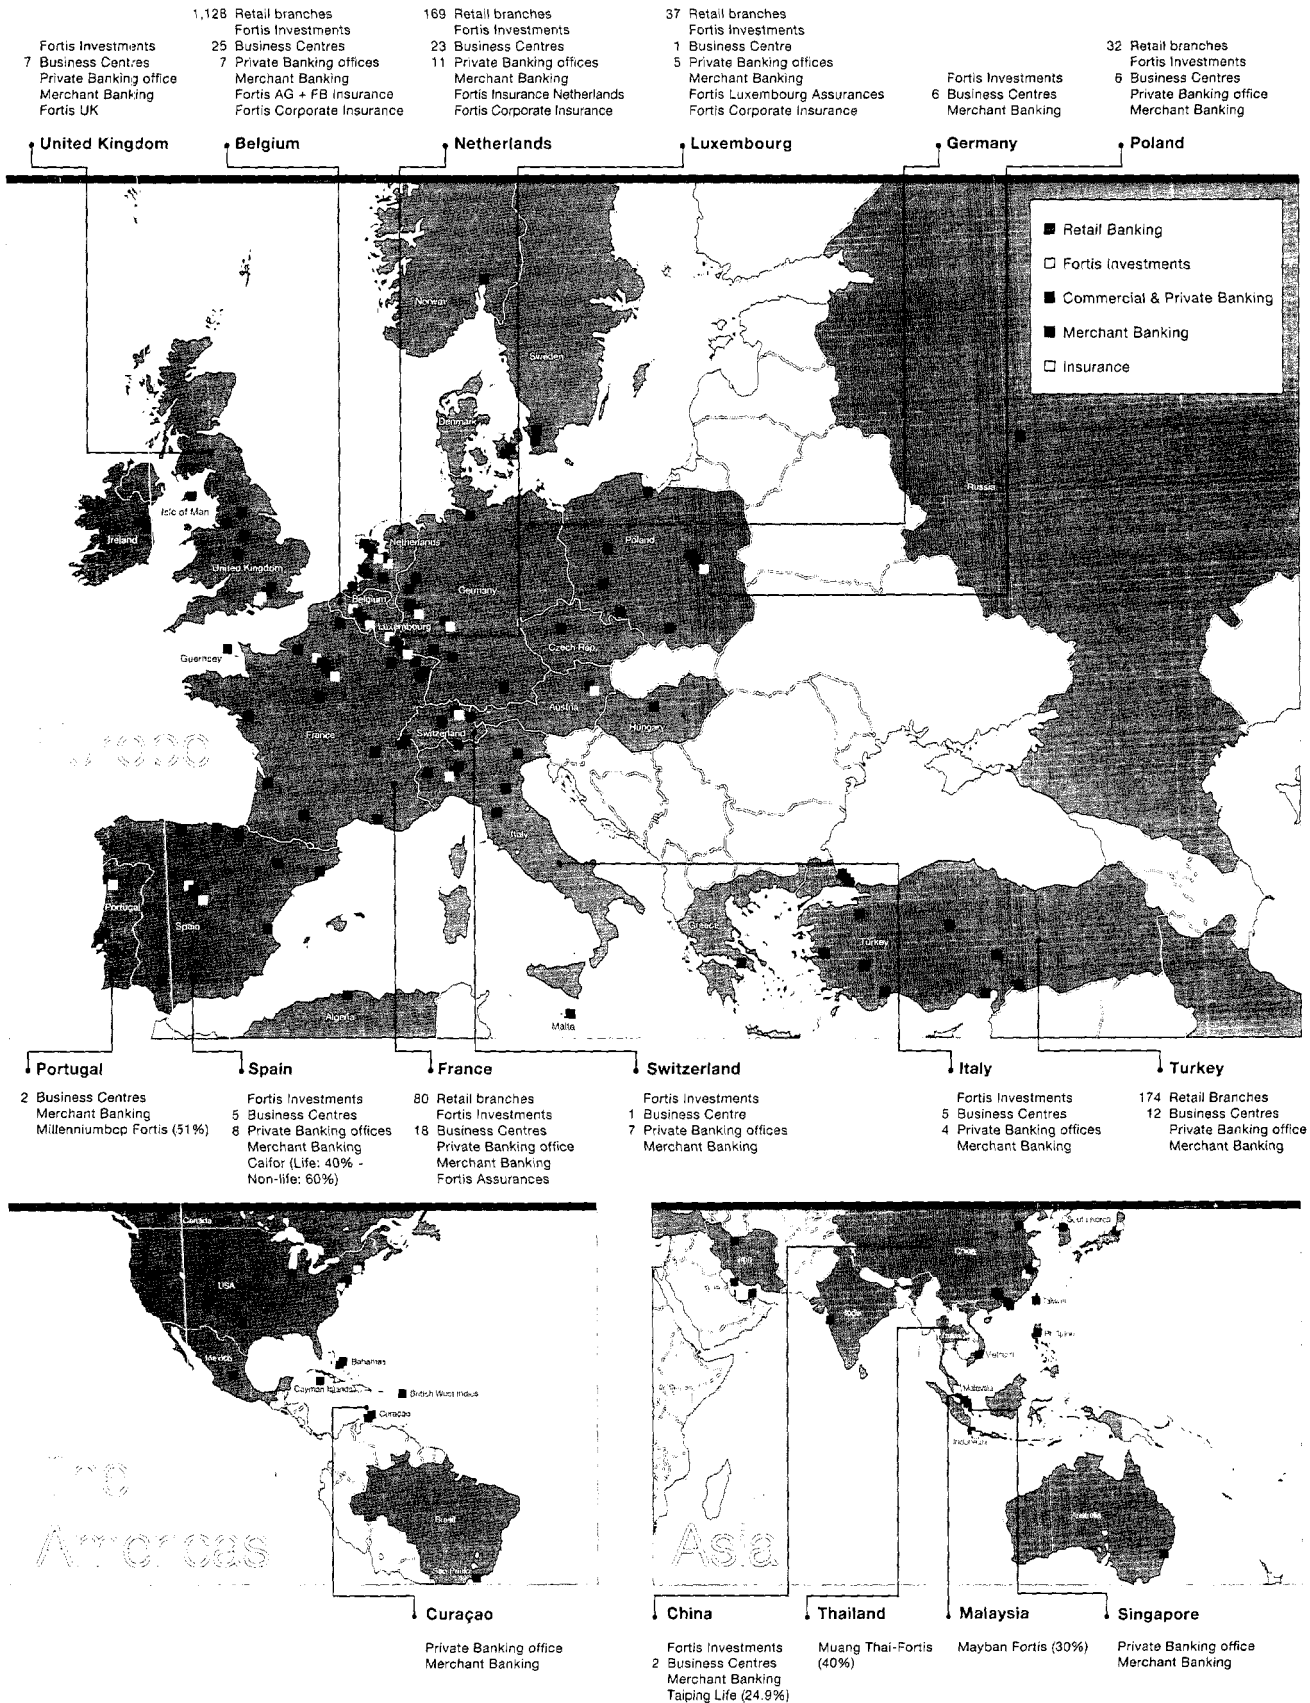 Fortis Investments
7 Business Centres
Private Banking office
Merchant Banking
Fortis UK
United Kingdom
1,128 Retail branches
Fortis Investments
25 Business Centres
7 Private Banking offices
Merchant Banking
Fortis AG + FB Insurance
Fortis Corporate Insurance
Belgium
169 Retail branches
Fortis Investments
23 Business Centres
11 Private Banking offices
Merchant Banking
Fortis Insurance Netherlands
Fortis Corporate Insurance
Netherlands
37 Retail branches
Fortis Investments
1 Business Centre
5 Private Banking offices
Merchant Banking
Fortis Luxembourg Assurances
Fortis Corporate Insurance
Luxembourg
Fortis Investments
6 Business Centres
Merchant Banking
Germany
32 Retail branches
Fortis Investments
6 Business Centres
Private Banking office
Merchant Banking
Poland
Retail Banking
Fortis Investments
Commercial & Private Banking
Merchant Banking
Insurance
Norway
Sweden
Denmark
Russia
Isle of Man
Ireland
United Kingdom
Netherlands
Poland
Germany
Belgium
Luxembourg
Czech Rep.
Guernsey
Austria
Hungary
France
Switzerland
Italy
Portugal
Spain
Greece
Turkey
Algeria
Malta
Portugal
2 Business Centres
Merchant Banking
Millenniumbcp Fortis (51%)
Spain
Fortis Investments
5 Business Centres
8 Private Banking offices
Merchant Banking
Caifor (Life: 40% -
Non-life: 60%)
France
80 Retail branches
Fortis Investments
18 Business Centres
Private Banking office
Merchant Banking
Fortis Assurances
Switzerland
Fortis Investments
1 Business Centre
7 Private Banking offices
Merchant Banking
Italy
Fortis Investments
5 Business Centres
4 Private Banking offices
Merchant Banking
Turkey
174 Retail Branches
12 Business Centres
Private Banking office
Merchant Banking
Canada
USA
Mexico
Bahamas
Cayman Islands
British West Indies
Curaçao
Brasil
Americas
China
Taiwan
Vietnam
Malaysia
Australia
Asia
Curaçao
Private Banking office
Merchant Banking
China
Fortis Investments
2 Business Centres
Merchant Banking
Taiping Life (24.9%)
Thailand
Muang Thai-Fortis
(40%)
Malaysia
Mayban Fortis (30%)
Singapore
Private Banking office
Merchant Banking